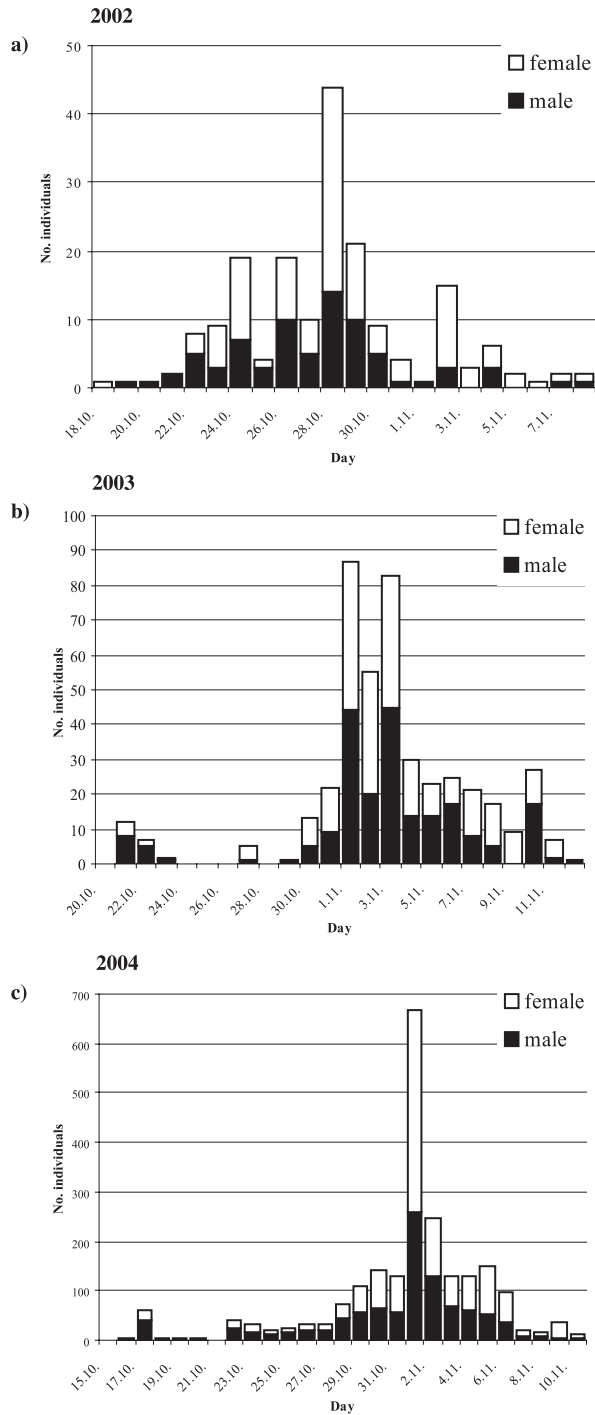 2002
a)
50
40
30
20
10
0
No. individuals
female
male
18.10. 20.10. 22.10. 24.10. 26.10. 28.10. 30.10. 1.11. 3.11. 5.11. 7.11.
Day
2003
b)
100
90
80
70
60
50
40
30
20
10
0
No. individuals
female
male
20.10. 22.10. 24.10. 26.10. 28.10. 30.10. 1.11. 3.11. 5.11. 7.11. 9.11. 11.11.
Day
2004
c)
700
600
500
400
300
200
100
0
No. individuals
female
male
15.10. 17.10. 19.10. 21.10. 23.10. 25.10. 27.10. 29.10. 31.10. 2.11. 4.11. 6.11. 8.11. 10.11.
Day